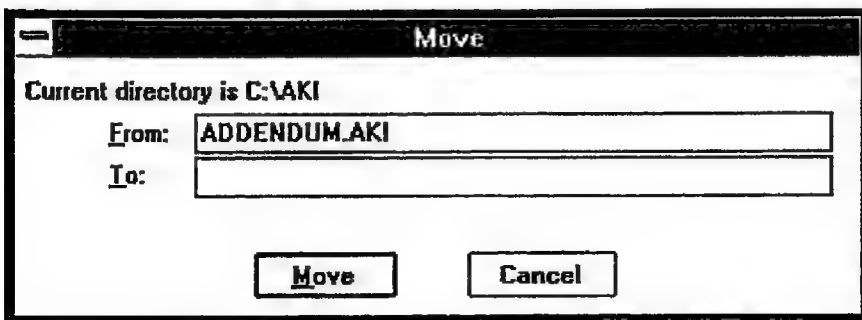 Move
Current directory is C:\AKI
From: ADDENDUM.AKI
To:
Move Cancel